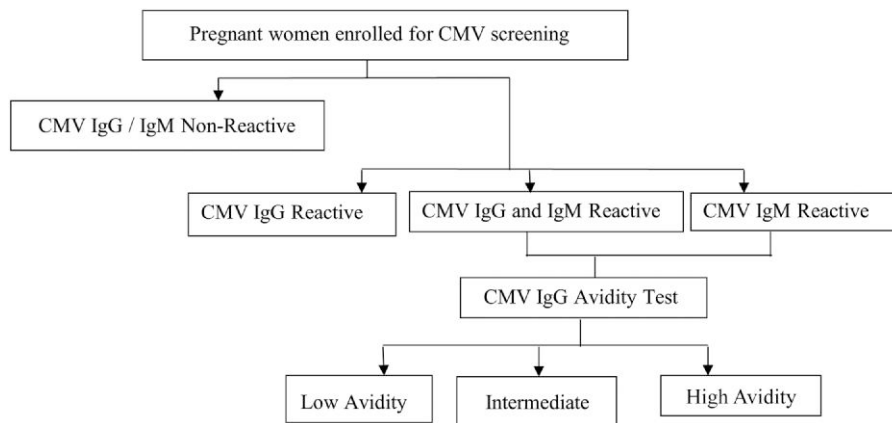 Pregnant women enrolled for CMV screening
CMV IgG / IgM Non-Reactive
CMV IgG Reactive
CMV IgG and IgM Reactive
CMV IgM Reactive
CMV IgG Avidity Test
Low Avidity
Intermediate
High Avidity